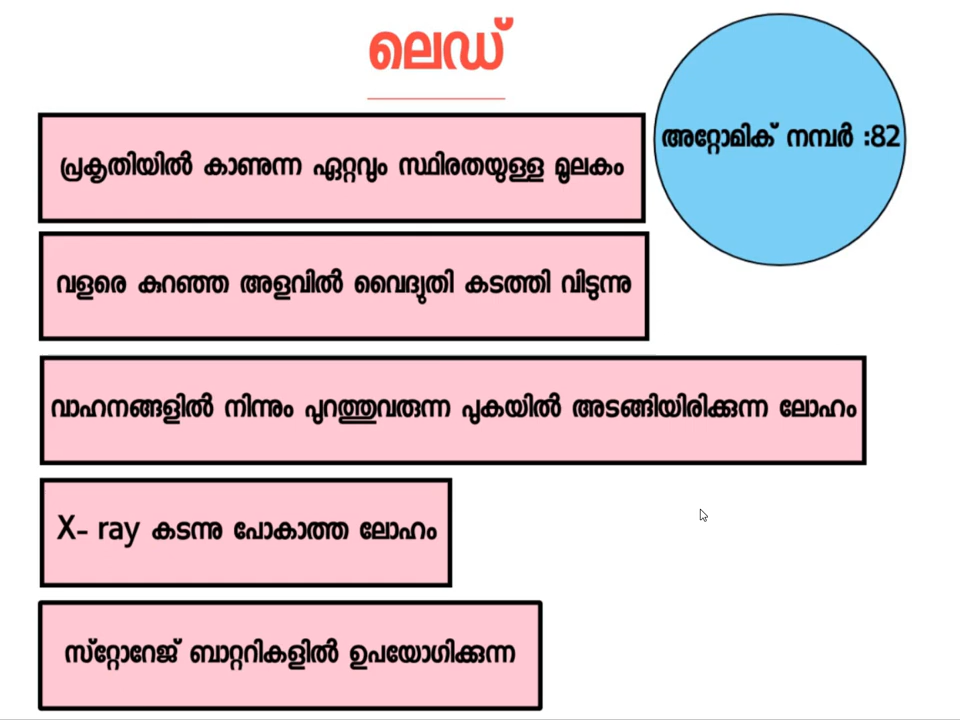 ലെഡ്
അറ്റോമിക് നമ്പർ :82
പ്രകൃതിയിൽ കാണുന്ന ഏറ്റവും സ്ഥിരതയുള്ള മൂലകം
വളരെ കുറഞ്ഞ അളവിൽ വൈദ്യുതി കടത്തി വിടുന്നു
വാഹനങ്ങളിൽ നിന്നും പുറത്തുവരുന്ന പുകയിൽ അടങ്ങിയിരിക്കുന്ന ലോഹം
X- ray കടന്നു പോകാത്ത ലോഹം
സ്റ്റോറേജ് ബാറ്ററികളിൽ ഉപയോഗിക്കുന്ന